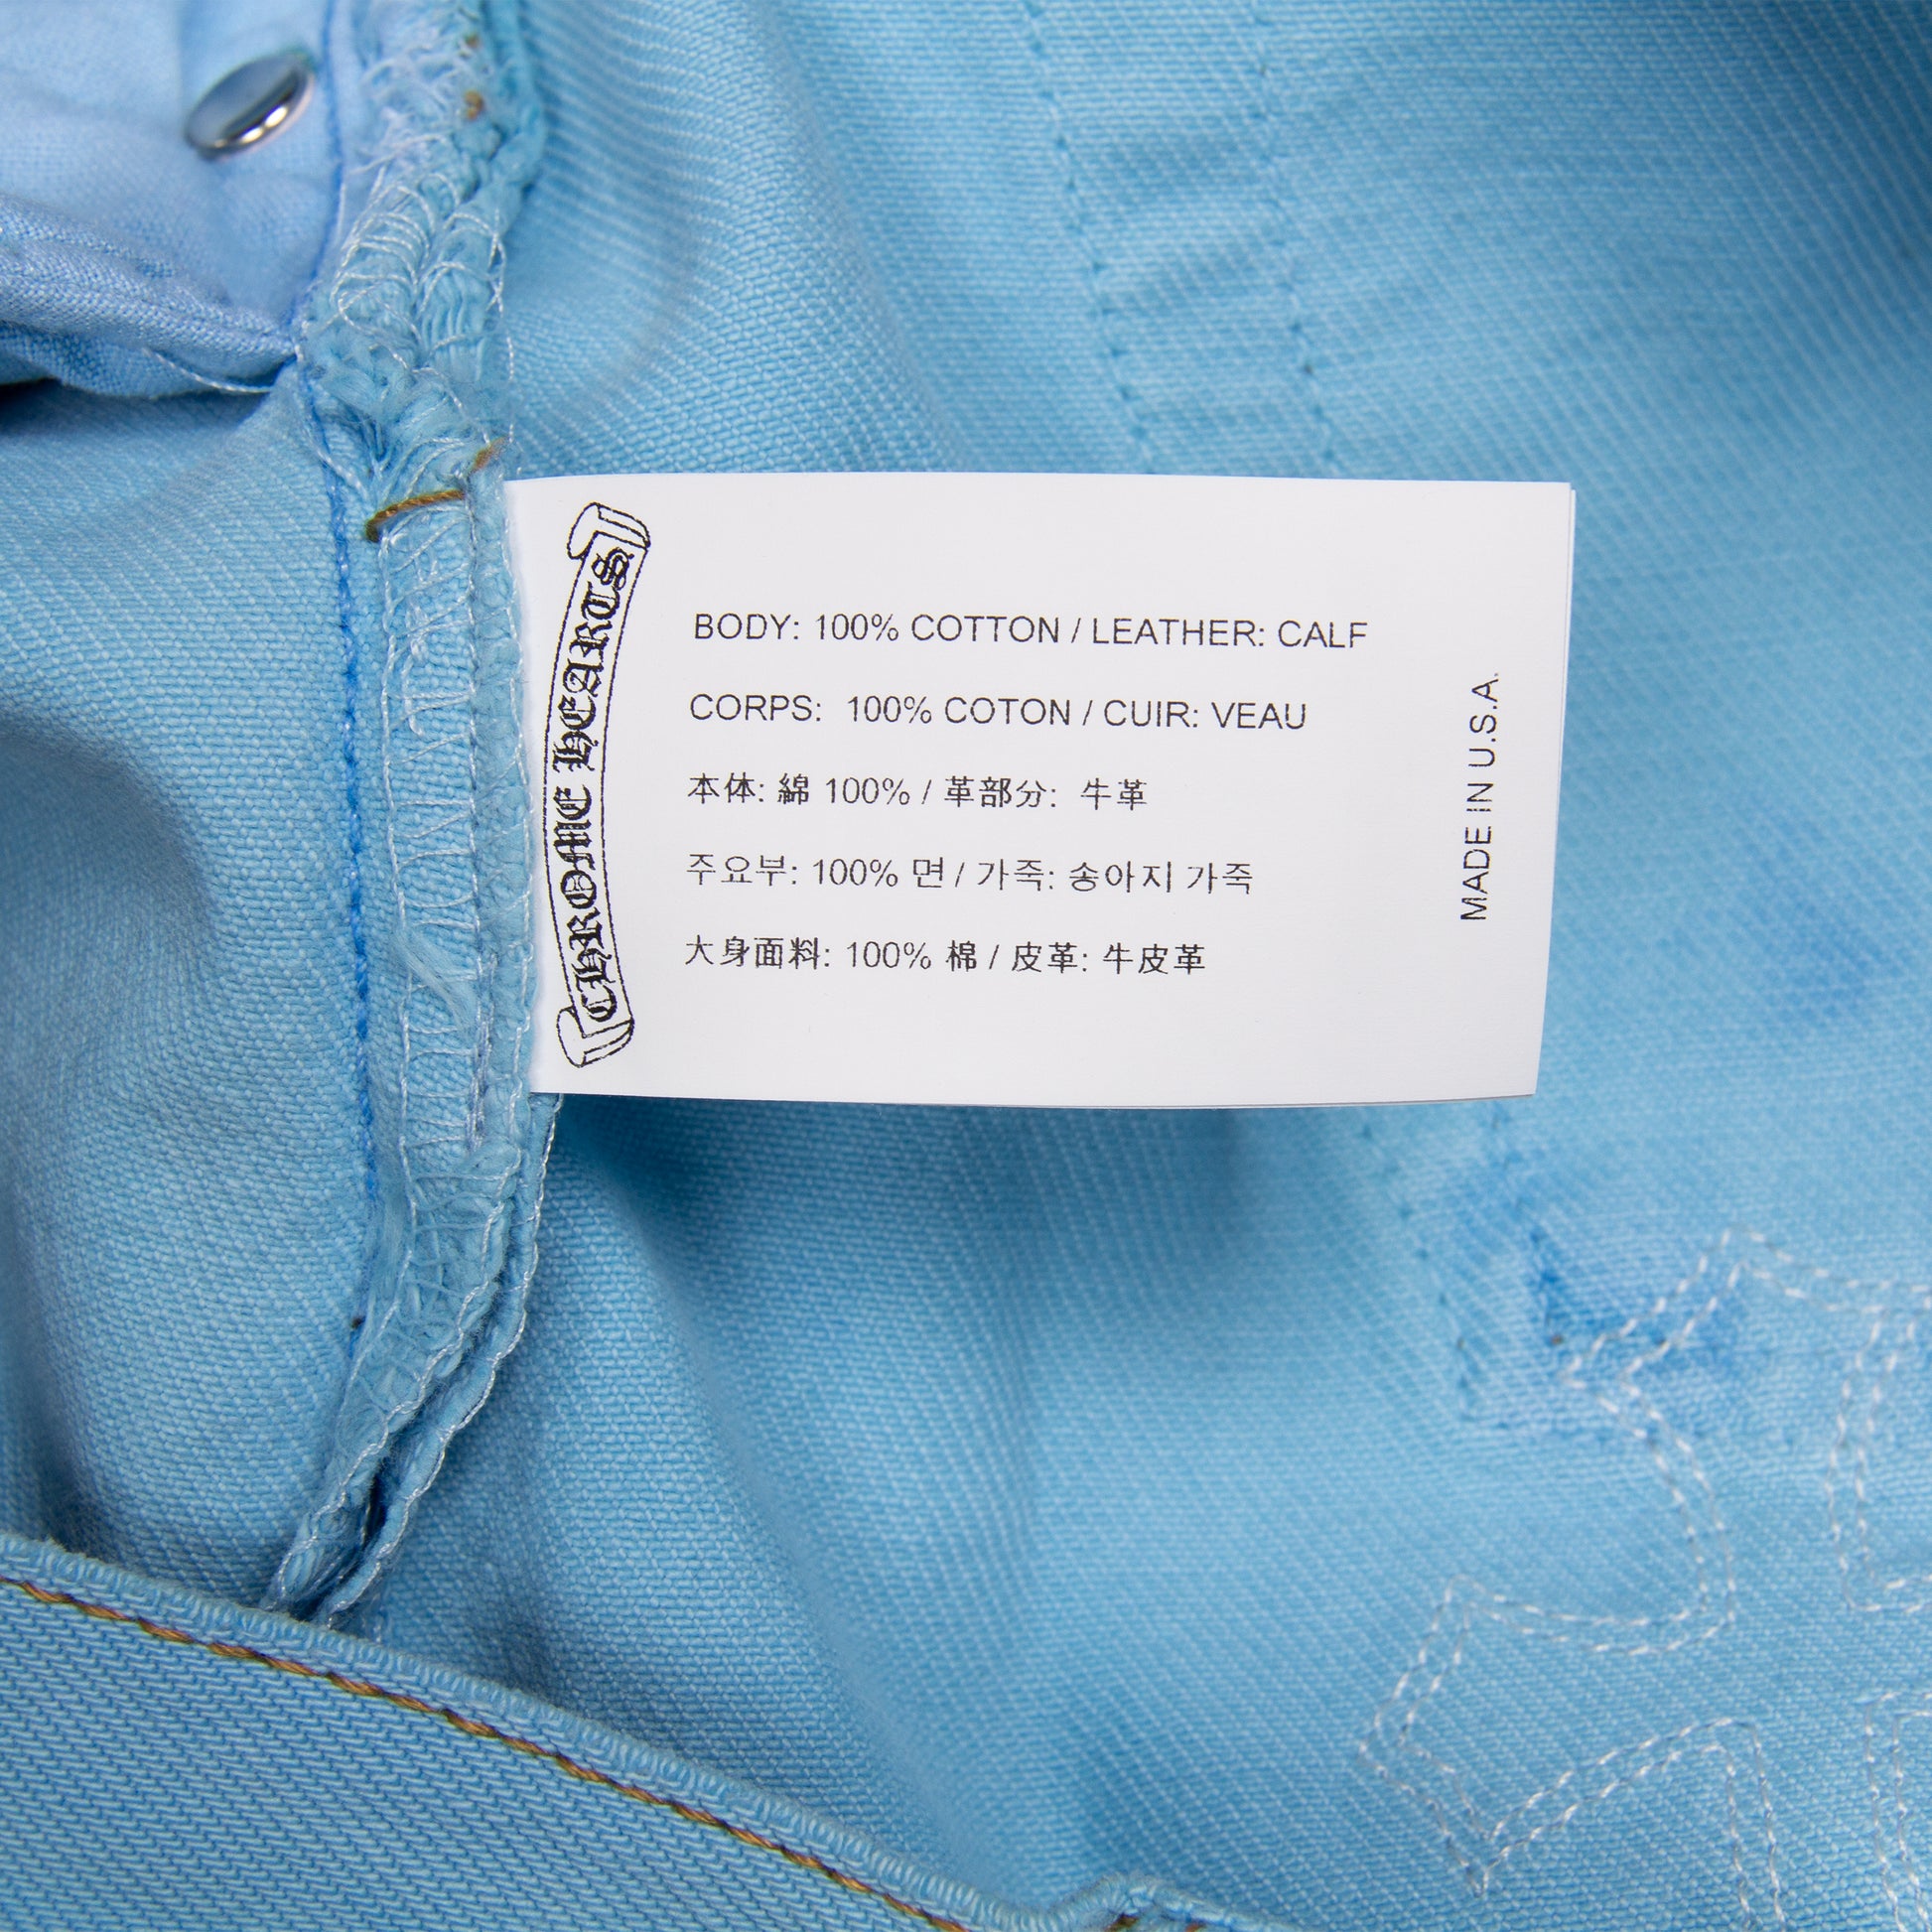 CHROME HEARTS
BODY: 100% COTTON / LEATHER: CALF
CORPS: 100% COTON / CUIR: VEAU
本体: 綿 100% / 革部分: 牛革
주요부: 100% 면 / 가죽: 송아지 가죽
大身面料: 100% 棉 / 皮革: 牛皮革
MADE IN U.S.A.